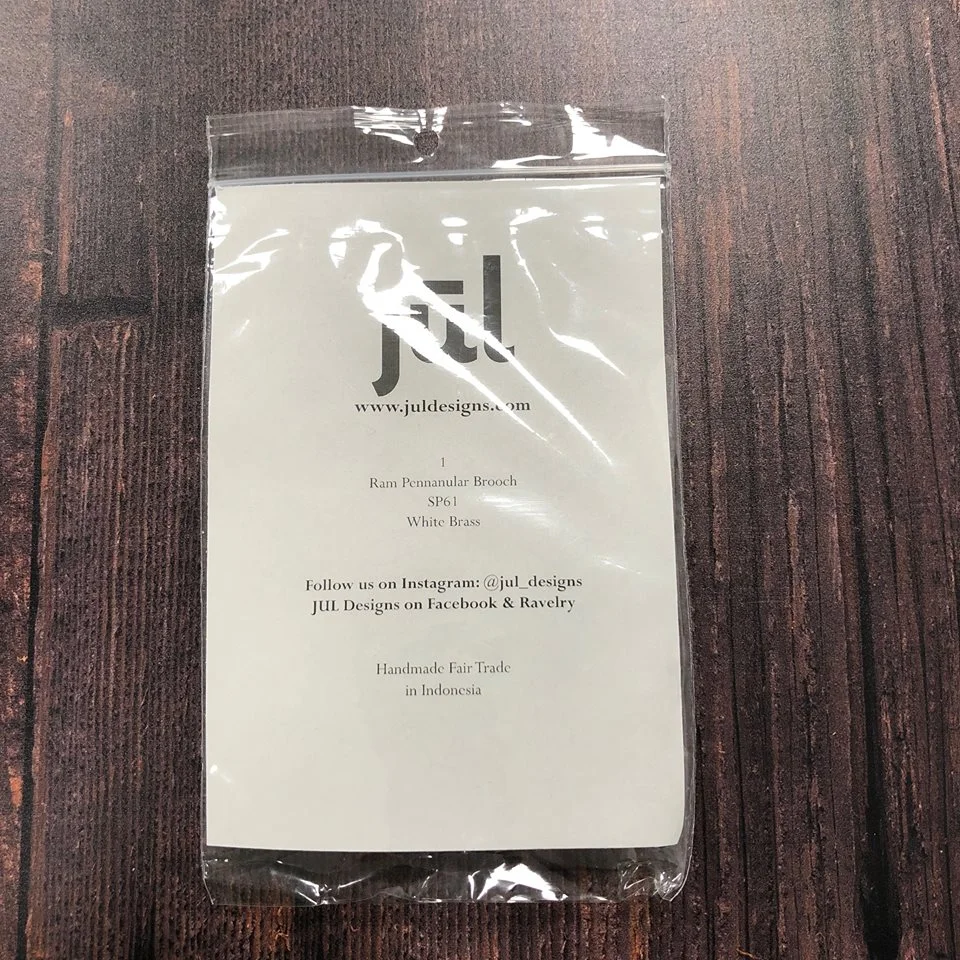 jūl
www.juldesigns.com
1
Ram Pennanular Brooch
SP61
White Brass
Follow us on Instagram: @jul_designs
JUL Designs on Facebook & Ravelry
Handmade Fair Trade
in Indonesia